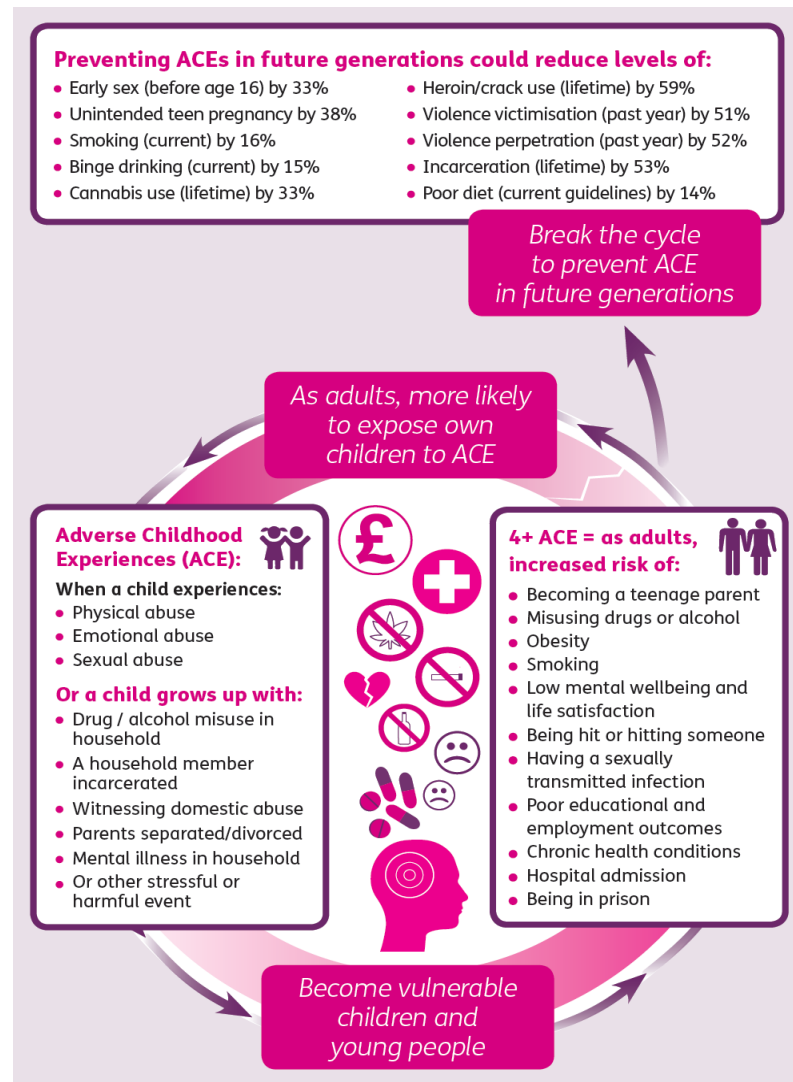 Preventing ACEs in future generations could reduce levels of:
• Early sex (before age 16) by 33%
• Unintended teen pregnancy by 38%
• Smoking (current) by 16%
• Binge drinking (current) by 15%
• Cannabis use (lifetime) by 33%
• Heroin/crack use (lifetime) by 59%
• Violence victimisation (past year) by 51%
• Violence perpetration (past year) by 52%
• Incarceration (lifetime) by 53%
• Poor diet (current guidelines) by 14%
Break the cycle
to prevent ACE
in future generations
As adults, more likely
to expose own
children to ACE
Adverse Childhood
Experiences (ACE):
When a child experiences:
• Physical abuse
• Emotional abuse
• Sexual abuse
Or a child grows up with:
• Drug / alcohol misuse in
household
• A household member
incarcerated
• Witnessing domestic abuse
• Parents separated/divorced
• Mental illness in household
• Or other stressful or
harmful event
£
4+ ACE = as adults,
increased risk of:
• Becoming a teenage parent
• Misusing drugs or alcohol
• Obesity
• Smoking
• Low mental wellbeing and
life satisfaction
• Being hit or hitting someone
• Having a sexually
transmitted infection
• Poor educational and
employment outcomes
• Chronic health conditions
• Hospital admission
• Being in prison
Become vulnerable
children and
young people